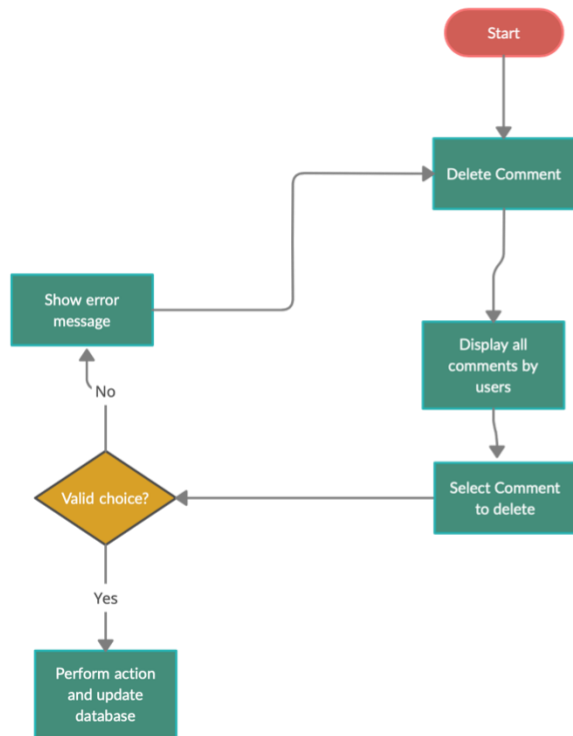 Start
Delete Comment
Show error
message
Display all
comments by
users
No
Valid choice?
Select Comment
to delete
Yes
Perform action
and update
database